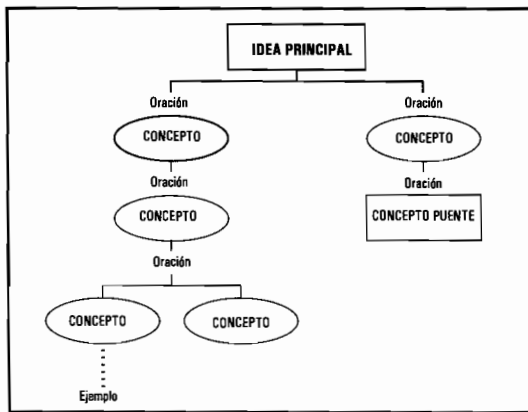 IDEA PRINCIPAL
Oración
Oración
CONCEPTO
CONCEPTO
Oración
Oración
CONCEPTO
CONCEPTO PUENTE
Oración
CONCEPTO
CONCEPTO
Ejemplo